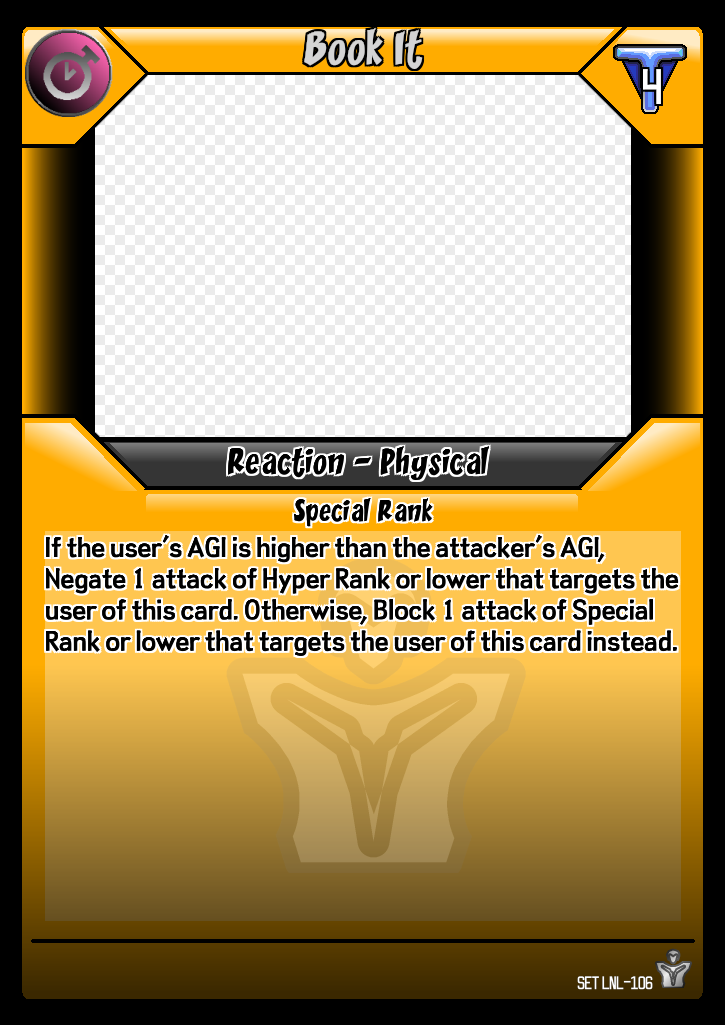 Book It
4
Reaction - Physical
Special Rank
If the user's AGI is higher than the attacker's AGI,
Negate 1 attack of Hyper Rank or lower that targets the
user of this card. Otherwise, Block 1 attack of Special
Rank or lower that targets the user of this card instead.
SET LNL-106